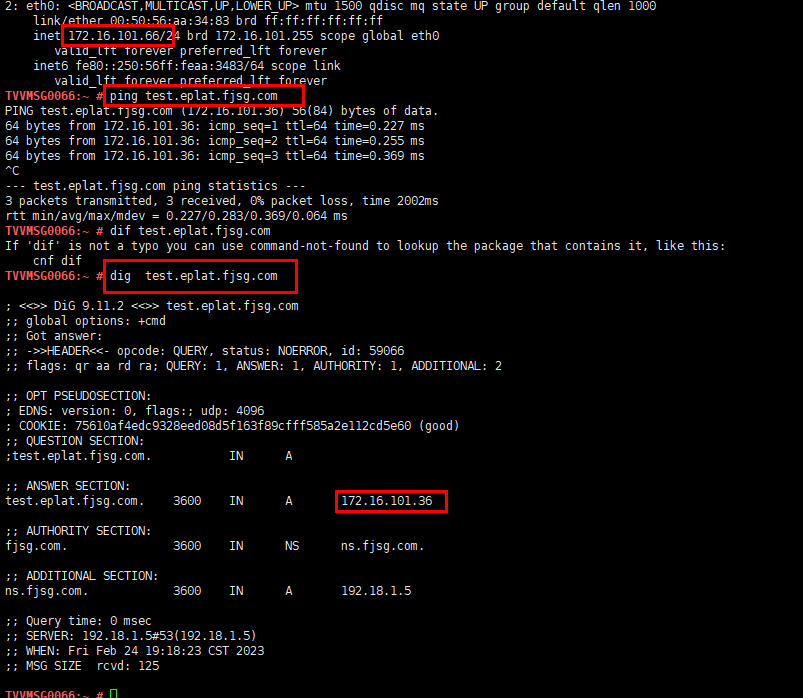 2: eth0: <BROADCAST,MULTICAST,UP,LOWER_UP> mtu 1500 qdisc mq state UP group default qlen 1000
    link/ether 00:50:56:aa:34:83 brd ff:ff:ff:ff:ff:ff
    inet 172.16.101.66/24 brd 172.16.101.255 scope global eth0
       valid_lft forever preferred_lft forever
    inet6 fe80::250:56ff:feaa:3483/64 scope link
       valid_lft forever preferred_lft forever
TVVMSG0066:~ # ping test.eplat.fjsg.com
PING test.eplat.fjsg.com (172.16.101.36) 56(84) bytes of data.
64 bytes from 172.16.101.36: icmp_seq=1 ttl=64 time=0.227 ms
64 bytes from 172.16.101.36: icmp_seq=2 ttl=64 time=0.255 ms
64 bytes from 172.16.101.36: icmp_seq=3 ttl=64 time=0.369 ms
^C
--- test.eplat.fjsg.com ping statistics ---
3 packets transmitted, 3 received, 0% packet loss, time 2002ms
rtt min/avg/max/mdev = 0.227/0.283/0.369/0.064 ms
TVVMSG0066:~ # dif test.eplat.fjsg.com
If 'dif' is not a typo you can use command-not-found to lookup the package that contains it, like this:
    cnf dif
TVVMSG0066:~ # dig  test.eplat.fjsg.com

; <<>> DiG 9.11.2 <<>> test.eplat.fjsg.com
;; global options: +cmd
;; Got answer:
;; ->>HEADER<<- opcode: QUERY, status: NOERROR, id: 59066
;; flags: qr aa rd ra; QUERY: 1, ANSWER: 1, AUTHORITY: 1, ADDITIONAL: 2

;; OPT PSEUDOSECTION:
; EDNS: version: 0, flags:; udp: 4096
; COOKIE: 75610af4edc9328eed08d5f163f89cfff585a2e112cd5e60 (good)
;; QUESTION SECTION:
;test.eplat.fjsg.com.           IN      A

;; ANSWER SECTION:
test.eplat.fjsg.com.    3600    IN      A       172.16.101.36

;; AUTHORITY SECTION:
fjsg.com.               3600    IN      NS      ns.fjsg.com.

;; ADDITIONAL SECTION:
ns.fjsg.com.            3600    IN      A       192.18.1.5

;; Query time: 0 msec
;; SERVER: 192.18.1.5#53(192.18.1.5)
;; WHEN: Fri Feb 24 19:18:23 CST 2023
;; MSG SIZE  rcvd: 125

TVVMSG0066:~ #